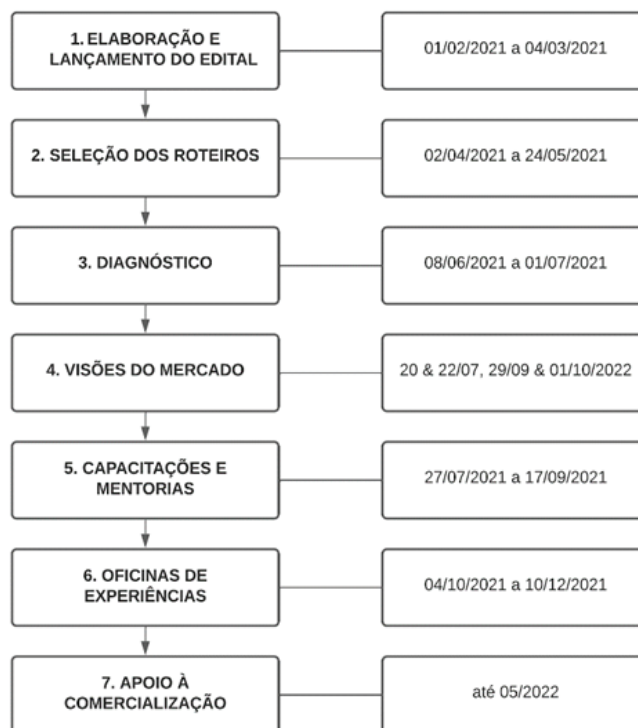 1. ELABORAÇÃO E
LANÇAMENTO DO EDITAL
01/02/2021 a 04/03/2021
2. SELEÇÃO DOS ROTEIROS
02/04/2021 a 24/05/2021
3. DIAGNÓSTICO
08/06/2021 a 01/07/2021
4. VISÕES DO MERCADO
20 & 22/07, 29/09 & 01/10/2022
5. CAPACITAÇÕES E
MENTORIAS
27/07/2021 a 17/09/2021
6. OFICINAS DE
EXPERIÊNCIAS
04/10/2021 a 10/12/2021
7. APOIO À
COMERCIALIZAÇÃO
até 05/2022